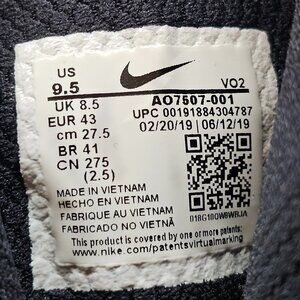 US
9.5 VO2
UK 8.5 AO7507-001
EUR 43 UPC 00191884304787
cm 27.5 02/20/19 | 06/12/19
BR 41
CN 275
(2.5)
MADE IN VIETNAM
HECHO EN VIETNAM
FABRIQUE AU VIETNAM
FABRICADO NO VIETNÃ
This product is covered by one or more patents:
www.nike.com/patentsvirtualmarking